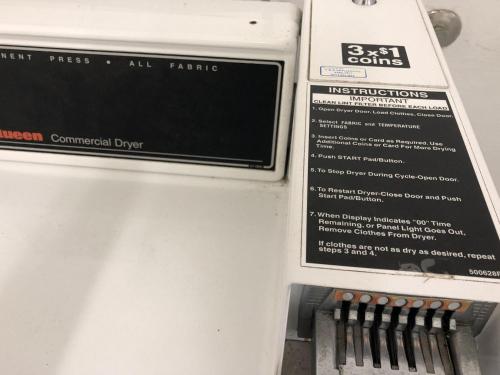 NENT PRESS • ALL FABRIC
Queen Commercial Dryer
3x$1
coins
INSTRUCTIONS
IMPORTANT
CLEAN LINT FILTER BEFORE EACH LOAD
1. Open Dryer Door, Load Clothes, Close Door.
2. Select FABRIC and TEMPERATURE
SETTINGS
3. Insert Coins or Card as Required. Use
Additional Coins or Card For More Drying
Time.
4. Push START Pad/Button.
5. To Stop Dryer During Cycle-Open Door.
6. To Restart Dryer-Close Door and Push
Start Pad/Button.
7. When Display Indicates "00" Time
Remaining, or Panel Light Goes Out,
Remove Clothes From Dryer.
If clothes are not as dry as desired, repeat
steps 3 and 4.
500628